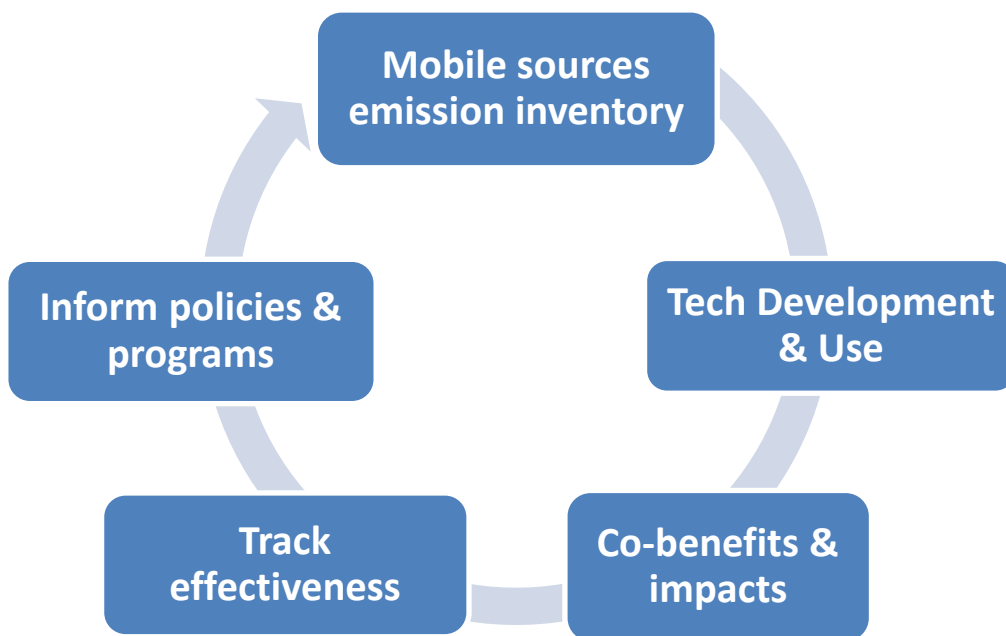 Mobile sources
emission inventory
Tech Development
& Use
Co-benefits &
impacts
Track
effectiveness
Inform policies &
programs